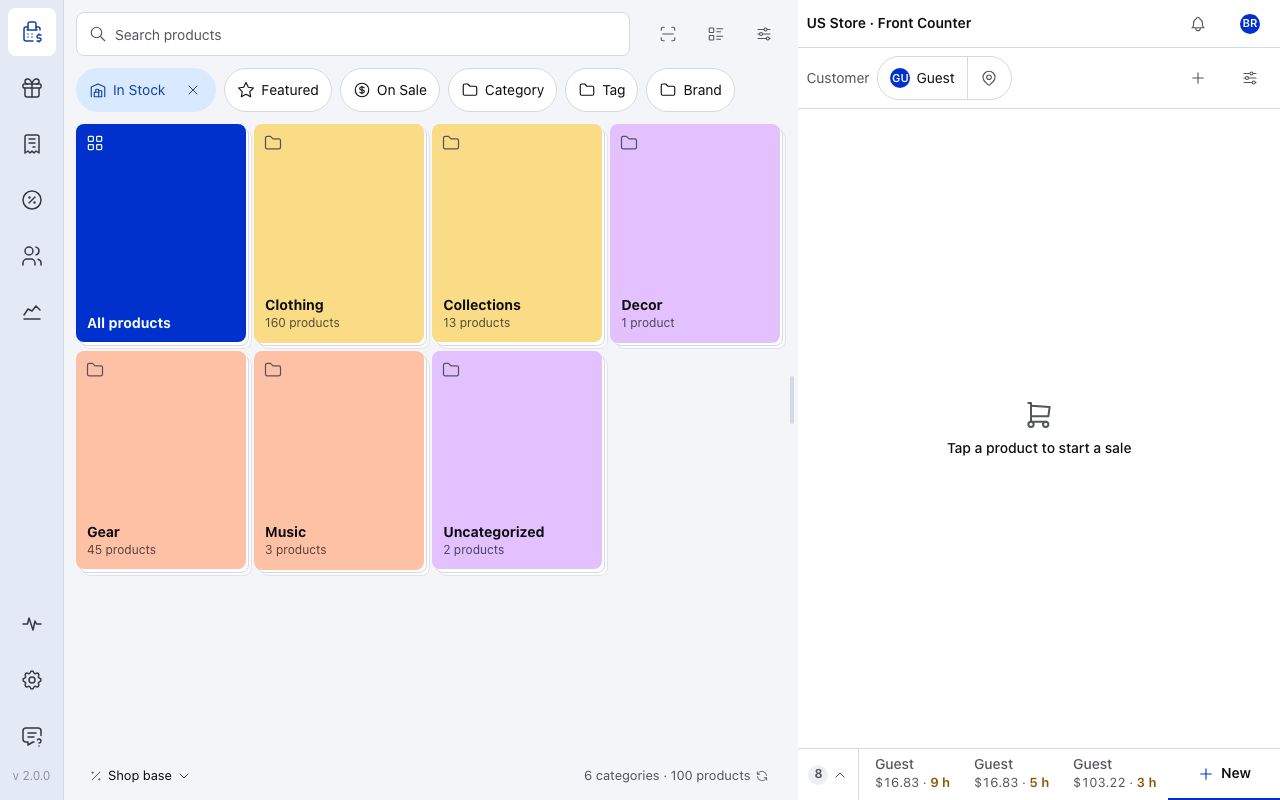 Search products
In Stock
Featured
On Sale
Category
Tag
Brand
All products
Clothing
160 products
Collections
13 products
Decor
1 product
Gear
45 products
Music
3 products
Uncategorized
2 products
Shop base
6 categories · 100 products
v 2.0.0
US Store · Front Counter
BR
Customer
GU Guest
Tap a product to start a sale
8
Guest
$16.83 · 9 h
Guest
$16.83 · 5 h
Guest
$103.22 · 3 h
New